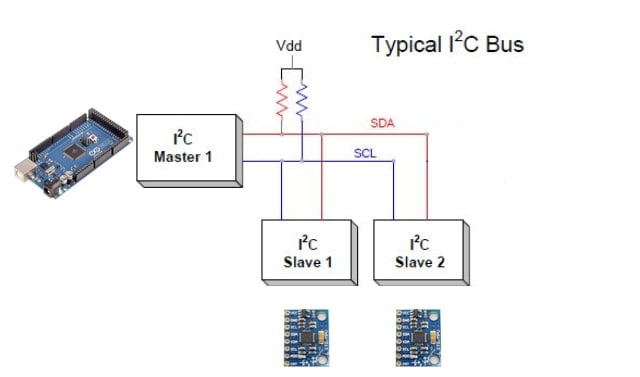 Vdd
Typical I²C Bus
SDA
I²C
Master 1
SCL
I²C
Slave 1
I²C
Slave 2